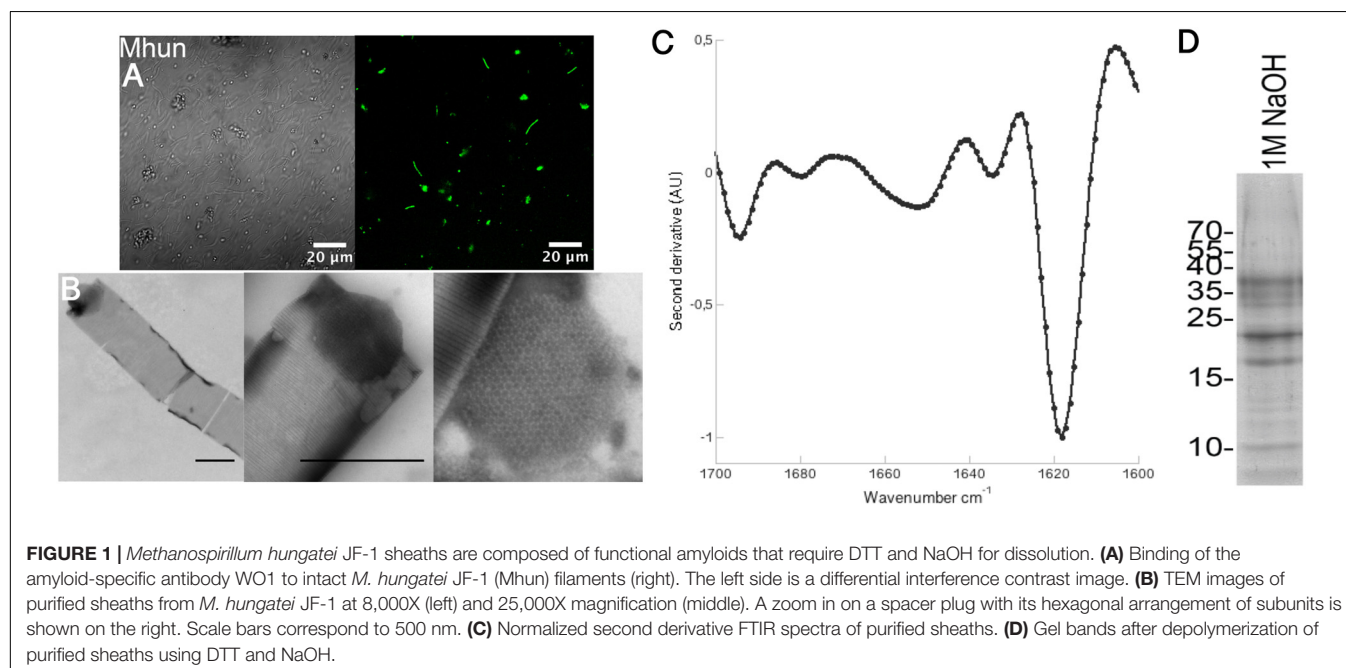 Mhun
A
20 µm
20 µm
B
C
0,5
0
-0,5
-1
Second derivative (AU)
1700
1680
1660
1640
1620
1600
Wavenumber cm⁻¹
D
1M NaOH
70-
55-
40-
35-
25-
15-
10-
FIGURE 1 | Methanospirillum hungatei JF-1 sheaths are composed of functional amyloids that require DTT and NaOH for dissolution. (A) Binding of the
amyloid-specific antibody WO1 to intact M. hungatei JF-1 (Mhun) filaments (right). The left side is a differential interference contrast image. (B) TEM images of
purified sheaths from M. hungatei JF-1 at 8,000X (left) and 25,000X magnification (middle). A zoom in on a spacer plug with its hexagonal arrangement of subunits is
shown on the right. Scale bars correspond to 500 nm. (C) Normalized second derivative FTIR spectra of purified sheaths. (D) Gel bands after depolymerization of
purified sheaths using DTT and NaOH.